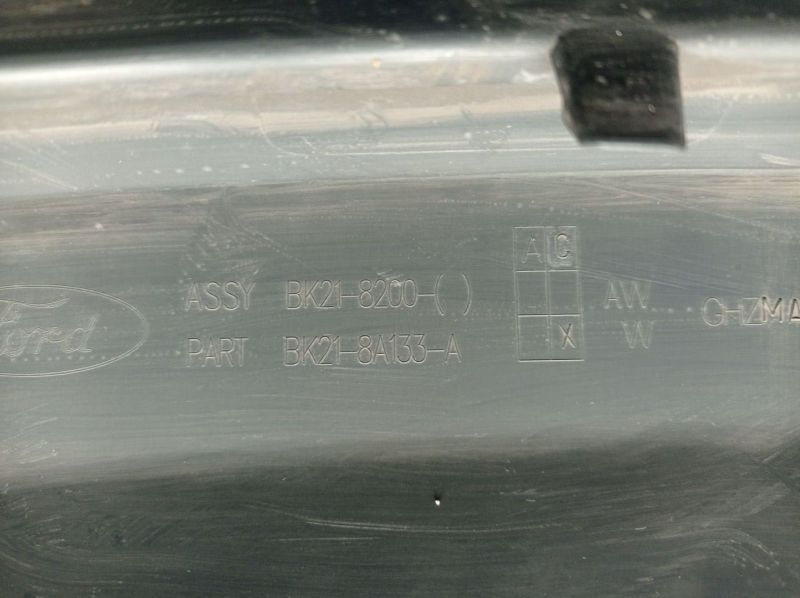 Ford
ASSY BK21-8200-( )
PART BK21-8A133-A
A C
X
AW
W
GHZMA